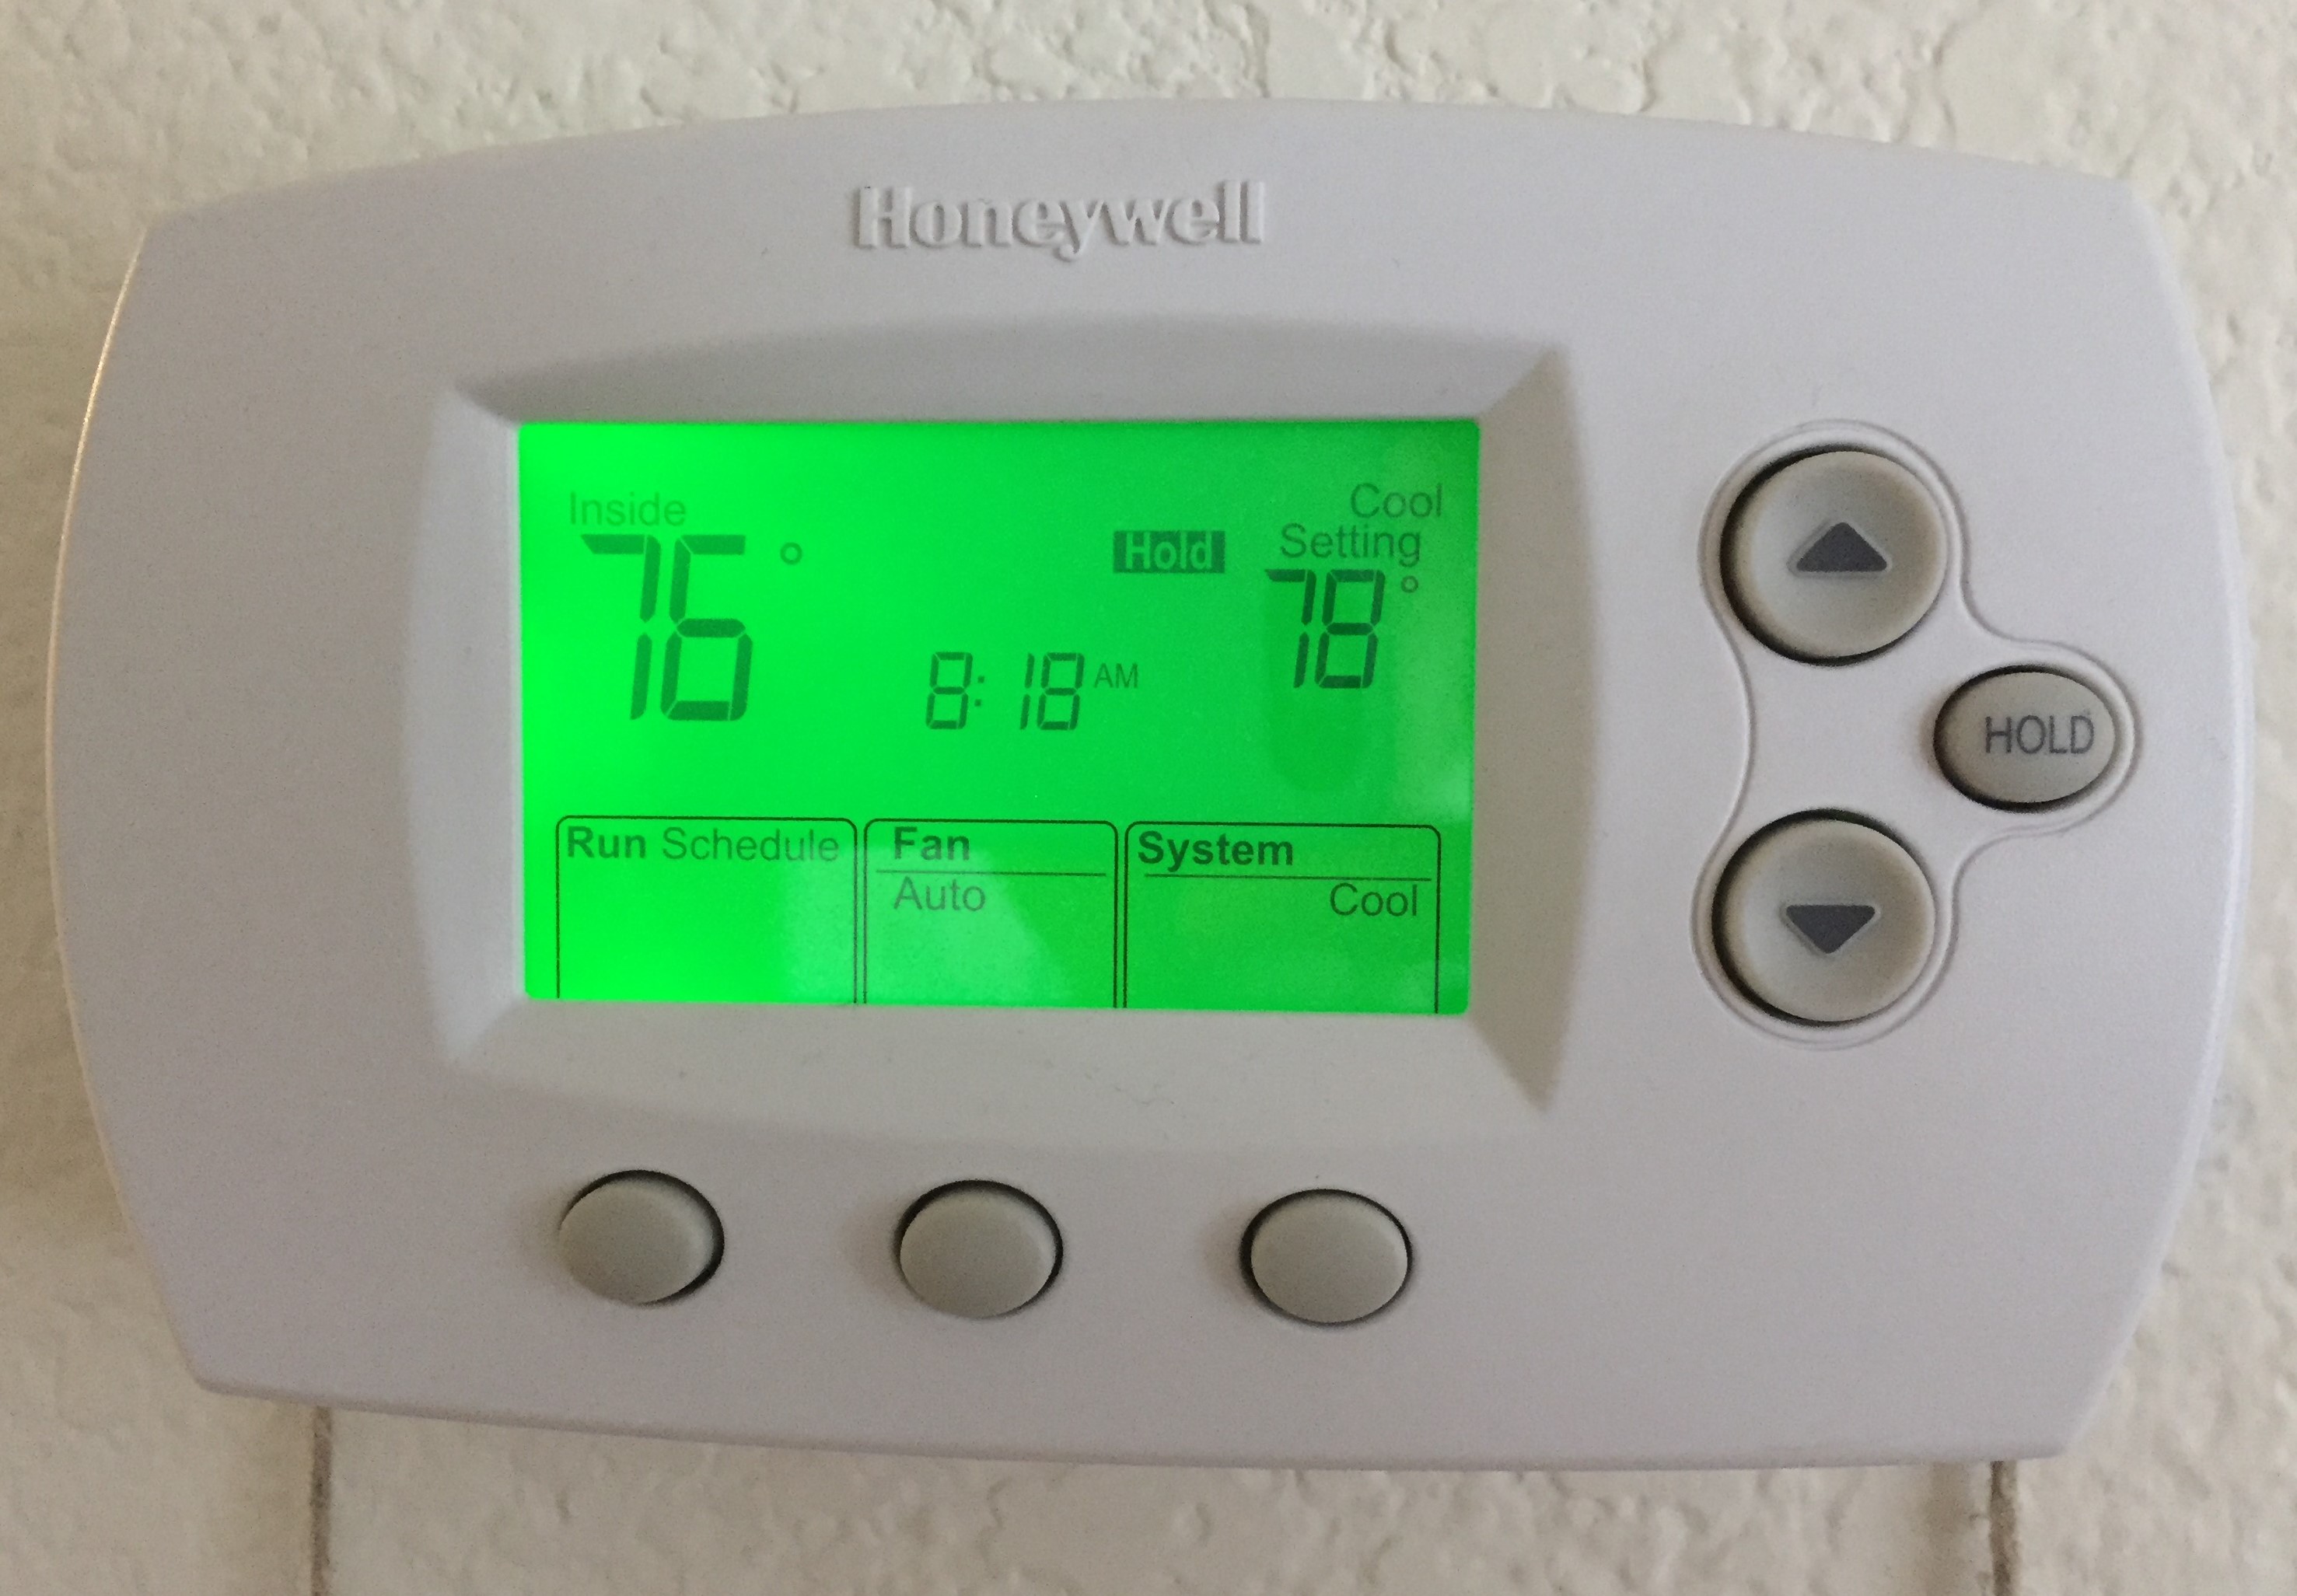 Honeywell
Inside
Cool
Hold Setting
76° 78°
8:18 AM
HOLD
Run Schedule Fan System
Auto Cool